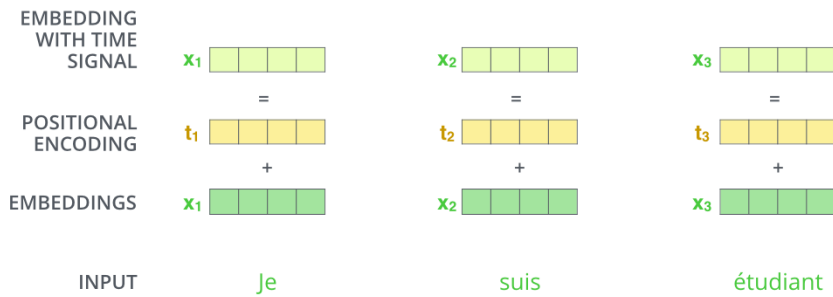 EMBEDDING
WITH TIME
SIGNAL
x₁ x₂ x₃
= = =
POSITIONAL
ENCODING
t₁ t₂ t₃
+ + +
EMBEDDINGS x₁ x₂ x₃
INPUT Je suis étudiant